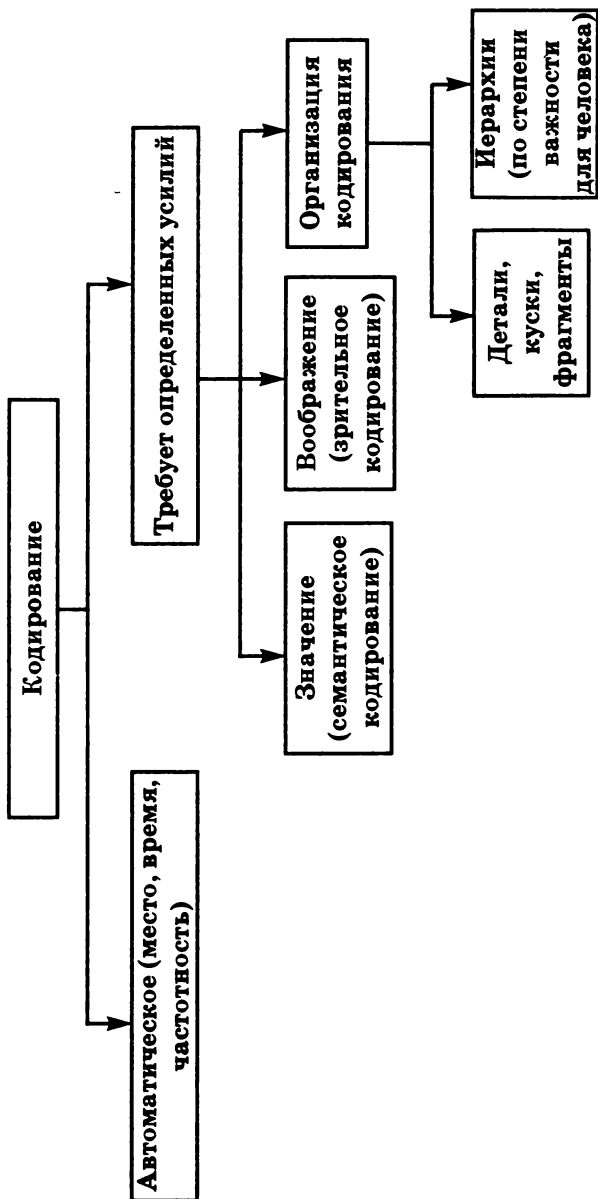 Кодирование
Автоматическое (место, время,
частотность)
Требует определенных усилий
Значение
(семантическое
кодирование)
Воображение
(зрительное
кодирование)
Организация
кодирования
Детали,
куски,
фрагменты
Иерархии
(по степени
важности
для человека)